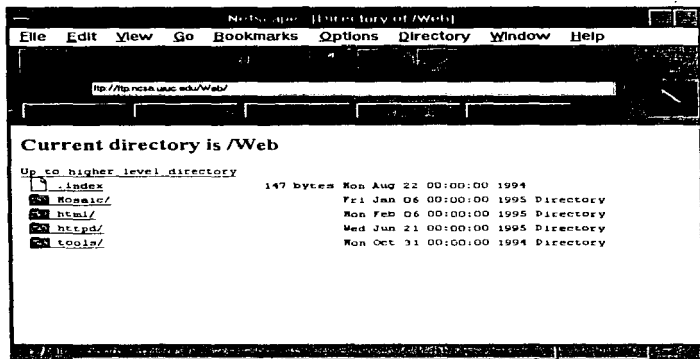 Netscape - [Directory of /Web]
File Edit View Go Bookmarks Options Directory Window Help
ftp://ftp.ncsa.uiuc.edu/Web/
Current directory is /Web
Up to higher level directory
.index 147 bytes Mon Aug 22 00:00:00 1994
Mosaic/ Fri Jan 06 00:00:00 1995 Directory
html/ Mon Feb 06 00:00:00 1995 Directory
httpd/ Wed Jun 21 00:00:00 1995 Directory
tools/ Mon Oct 31 00:00:00 1994 Directory